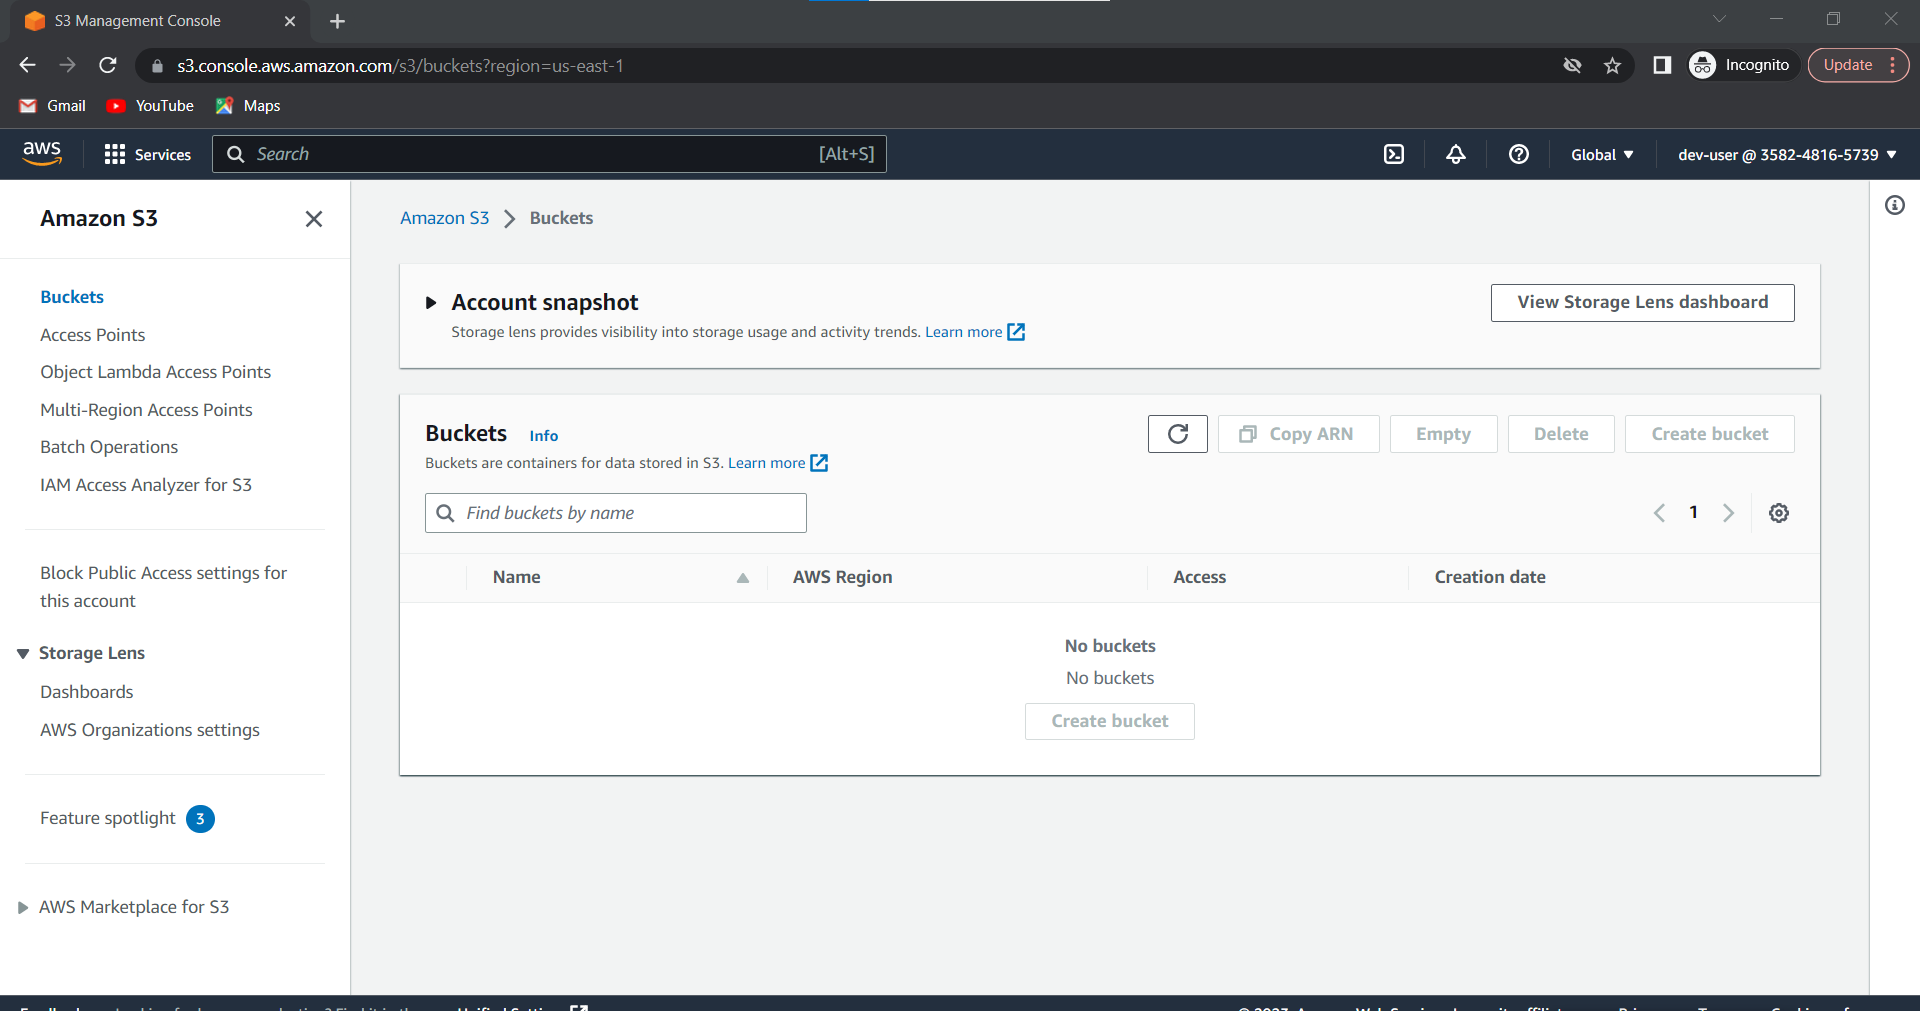 S3 Management Console
s3.console.aws.amazon.com/s3/buckets?region=us-east-1
Incognito
Update
Gmail
YouTube
Maps
aws
Services
Search
[Alt+S]
Global
dev-user @ 3582-4816-5739
Amazon S3
Buckets
Access Points
Object Lambda Access Points
Multi-Region Access Points
Batch Operations
IAM Access Analyzer for S3
Block Public Access settings for
this account
Storage Lens
Dashboards
AWS Organizations settings
Feature spotlight 3
AWS Marketplace for S3
Amazon S3 > Buckets
Account snapshot
Storage lens provides visibility into storage usage and activity trends. Learn more
View Storage Lens dashboard
Buckets Info
Buckets are containers for data stored in S3. Learn more
Copy ARN
Empty
Delete
Create bucket
Find buckets by name
1
Name
AWS Region
Access
Creation date
No buckets
No buckets
Create bucket